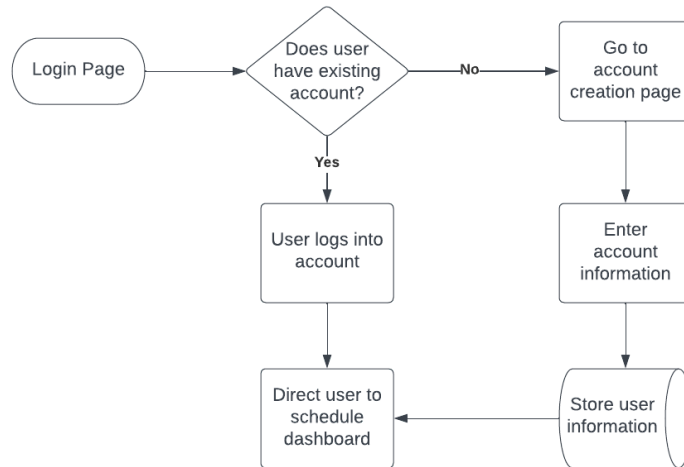 Login Page
Does user
have existing
account?
No
Go to
account
creation page
Yes
User logs into
account
Enter
account
information
Direct user to
schedule
dashboard
Store user
information